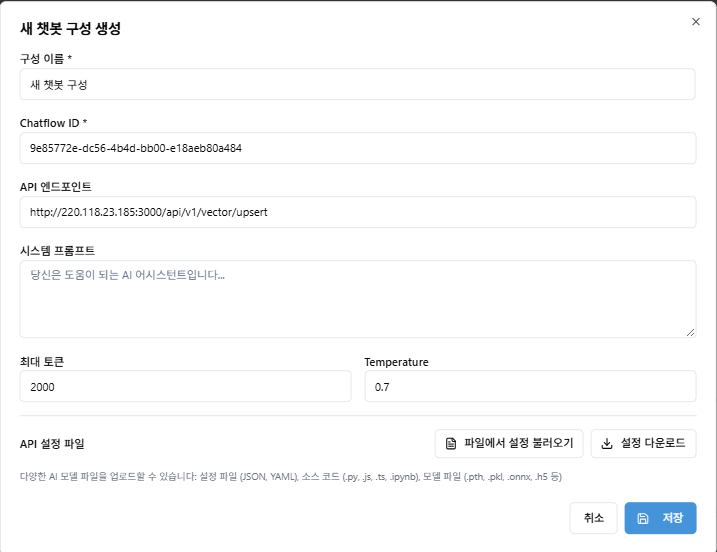 새 챗봇 구성 생성
구성 이름 *
새 챗봇 구성
Chatflow ID *
9e85772e-dc56-4b4d-bb00-e18aeb80a484
API 엔드포인트
http://220.118.23.185:3000/api/v1/vector/upsert
시스템 프롬프트
당신은 도움이 되는 AI 어시스턴트입니다...
최대 토큰 Temperature
2000 0.7
API 설정 파일 파일에서 설정 불러오기 설정 다운로드
다양한 AI 모델 파일을 업로드할 수 있습니다: 설정 파일 (JSON, YAML), 소스 코드 (.py, .js, .ts, .ipynb), 모델 파일 (.pth, .pkl, .onnx, .h5 등)
취소 저장